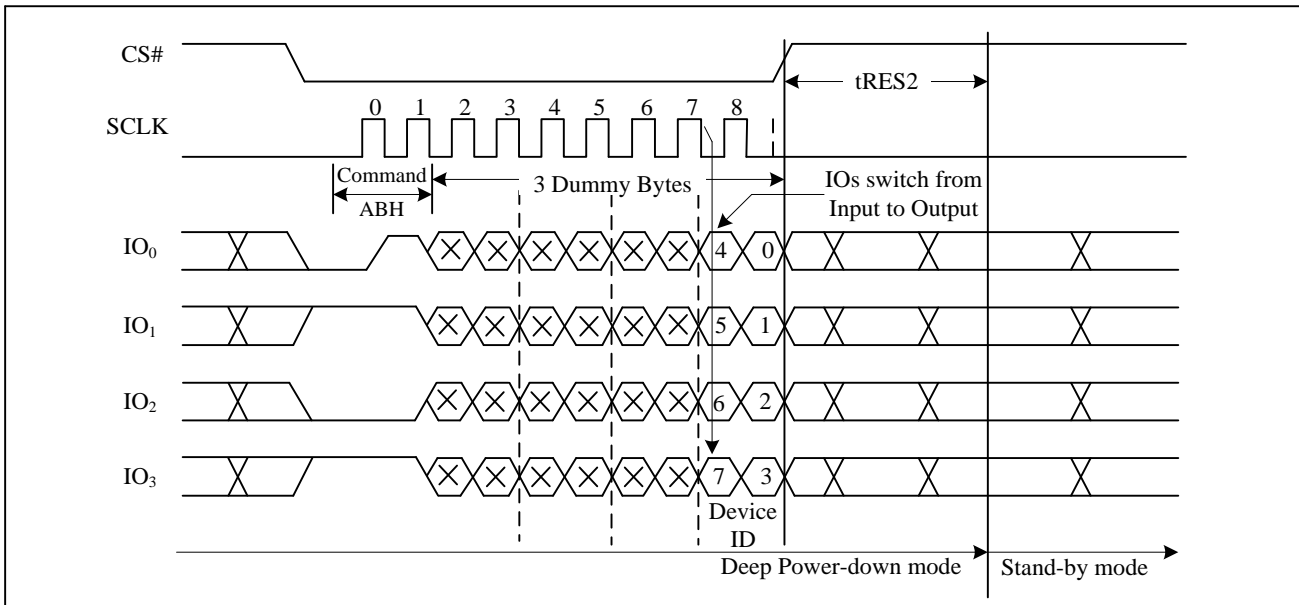 CS#
tRES2
0 1 2 3 4 5 6 7 8
SCLK
Command
ABH
3 Dummy Bytes
IOs switch from
Input to Output
IO0 4 0
IO1 5 1
IO2 6 2
IO3 7 3
Device
ID
Deep Power-down mode Stand-by mode